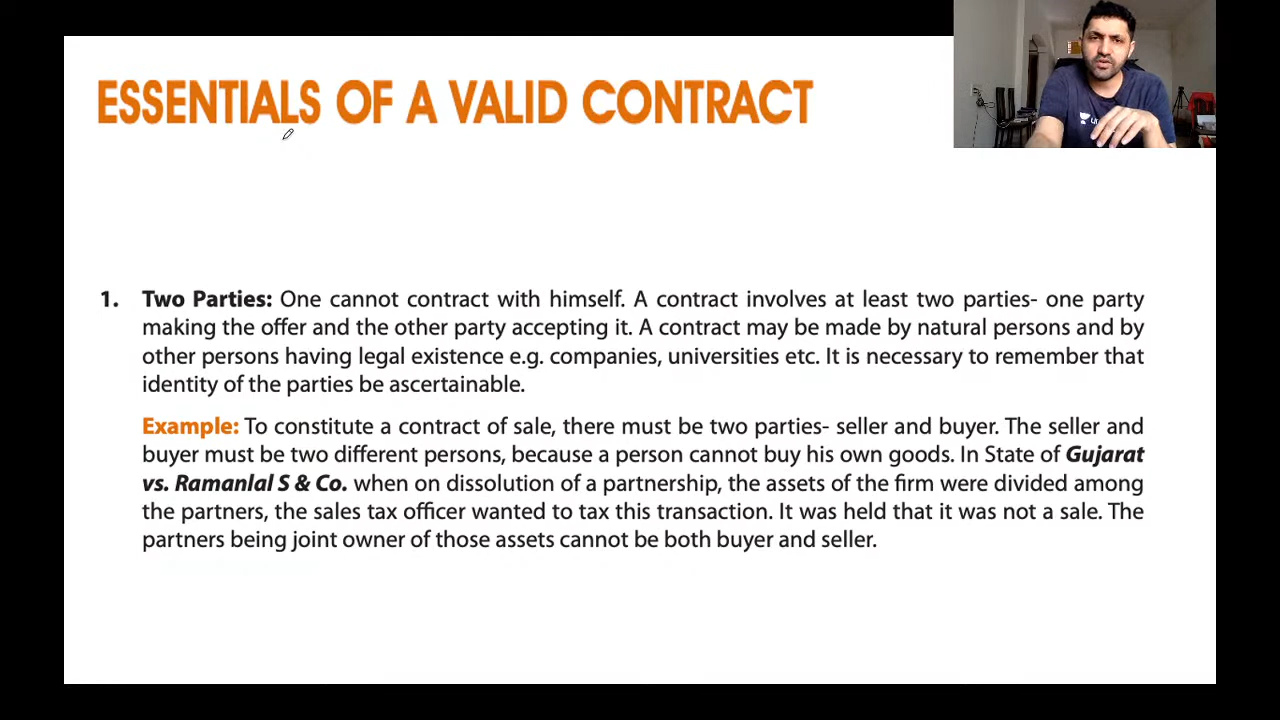 ESSENTIALS OF A VALID CONTRACT
1. Two Parties: One cannot contract with himself. A contract involves at least two parties- one party
making the offer and the other party accepting it. A contract may be made by natural persons and by
other persons having legal existence e.g. companies, universities etc. It is necessary to remember that
identity of the parties be ascertainable.
Example: To constitute a contract of sale, there must be two parties- seller and buyer. The seller and
buyer must be two different persons, because a person cannot buy his own goods. In State of Gujarat
vs. Ramanlal S & Co. when on dissolution of a partnership, the assets of the firm were divided among
the partners, the sales tax officer wanted to tax this transaction. It was held that it was not a sale. The
partners being joint owner of those assets cannot be both buyer and seller.